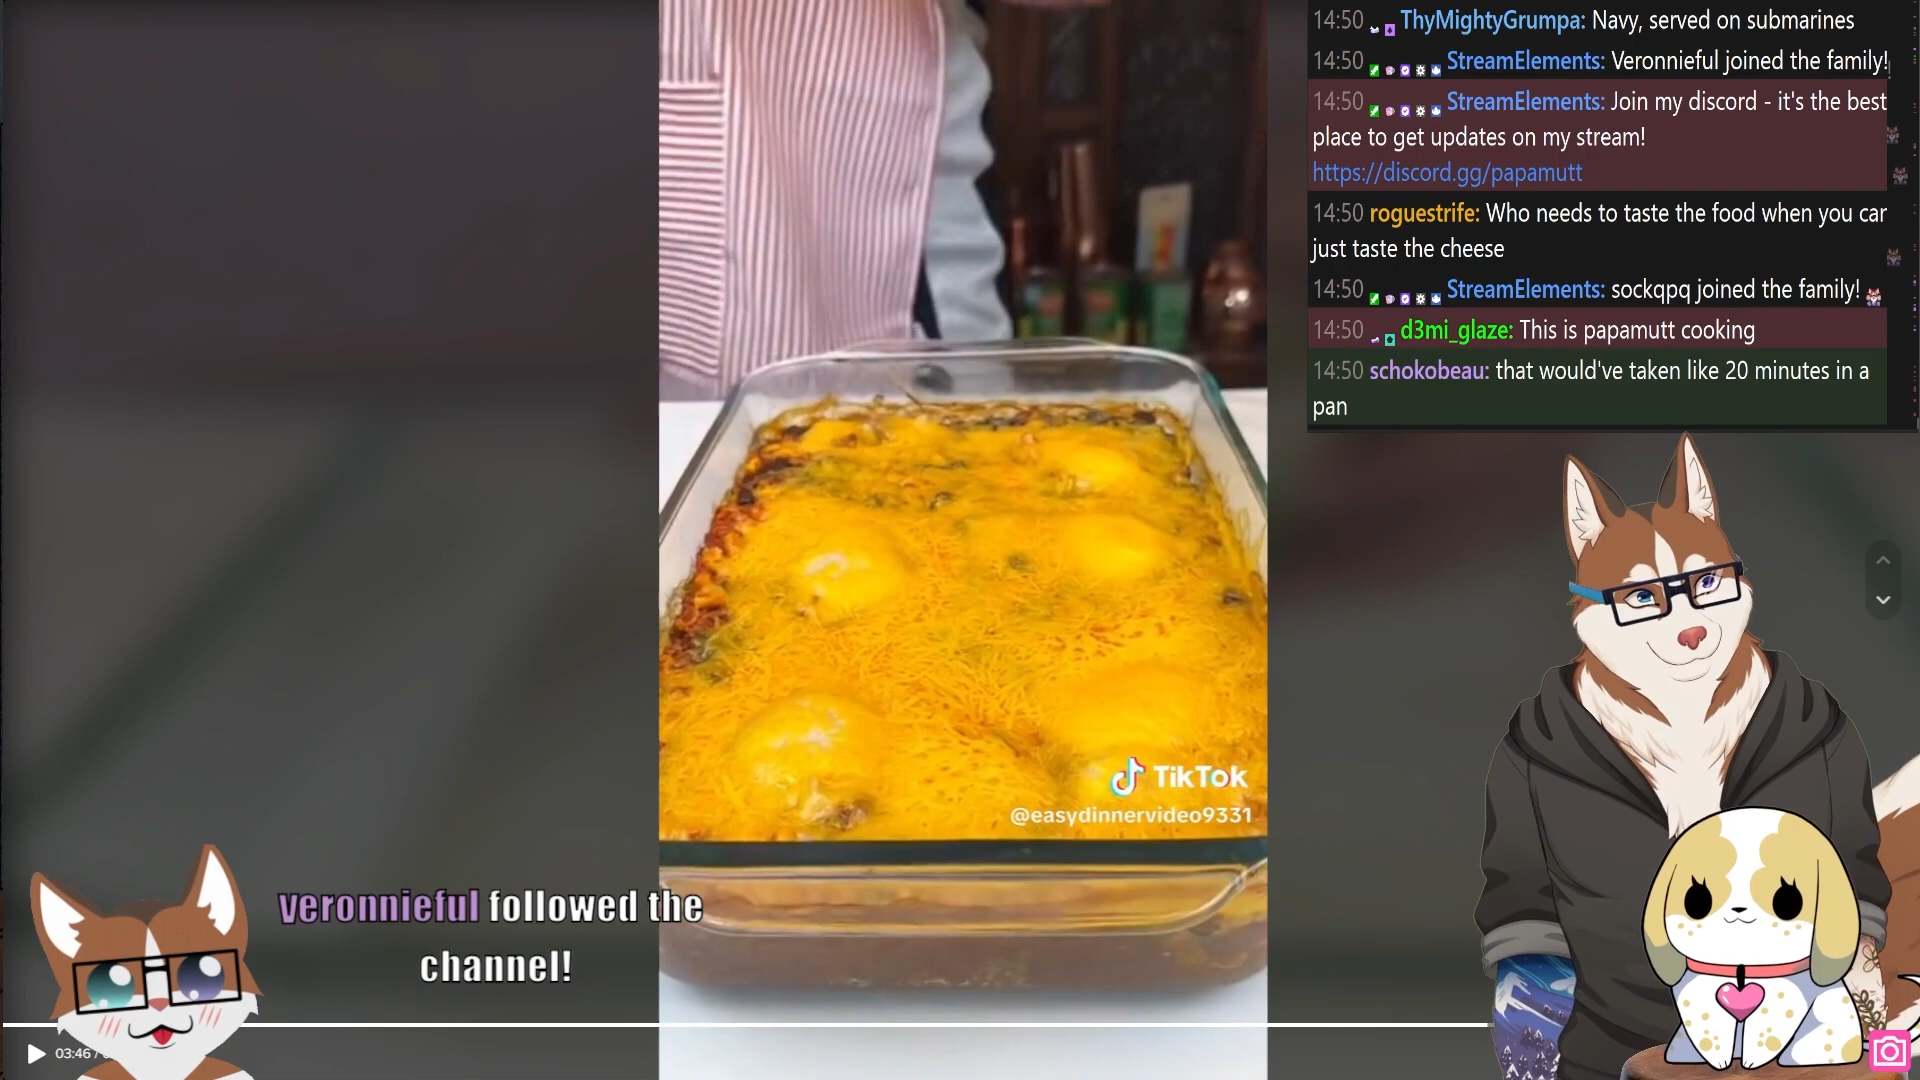 14:50 ThyMightyGrumpa: Navy, served on submarines
14:50 StreamElements: Veronnieful joined the family!
14:50 StreamElements: Join my discord - it's the best
place to get updates on my stream!
https://discord.gg/papamutt
14:50 roguestrife: Who needs to taste the food when you can
just taste the cheese
14:50 StreamElements: sockqpq joined the family!
14:50 d3mi_glaze: This is papamutt cooking
14:50 schokobeau: that would've taken like 20 minutes in a
pan
TikTok
@easydinnervideo9331
veronnieful followed the
channel!
03:46 /